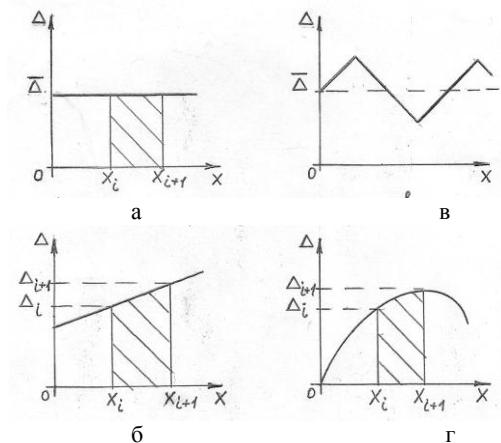 Δ
Δ̅
0 X_i X_{i+1} X
а
Δ
Δ̅
0 X
в
Δ
Δ_{i+1}
Δ_i
0 X_i X_{i+1} X
б
Δ
Δ_{i+1}
Δ_i
0 X_i X_{i+1} X
г